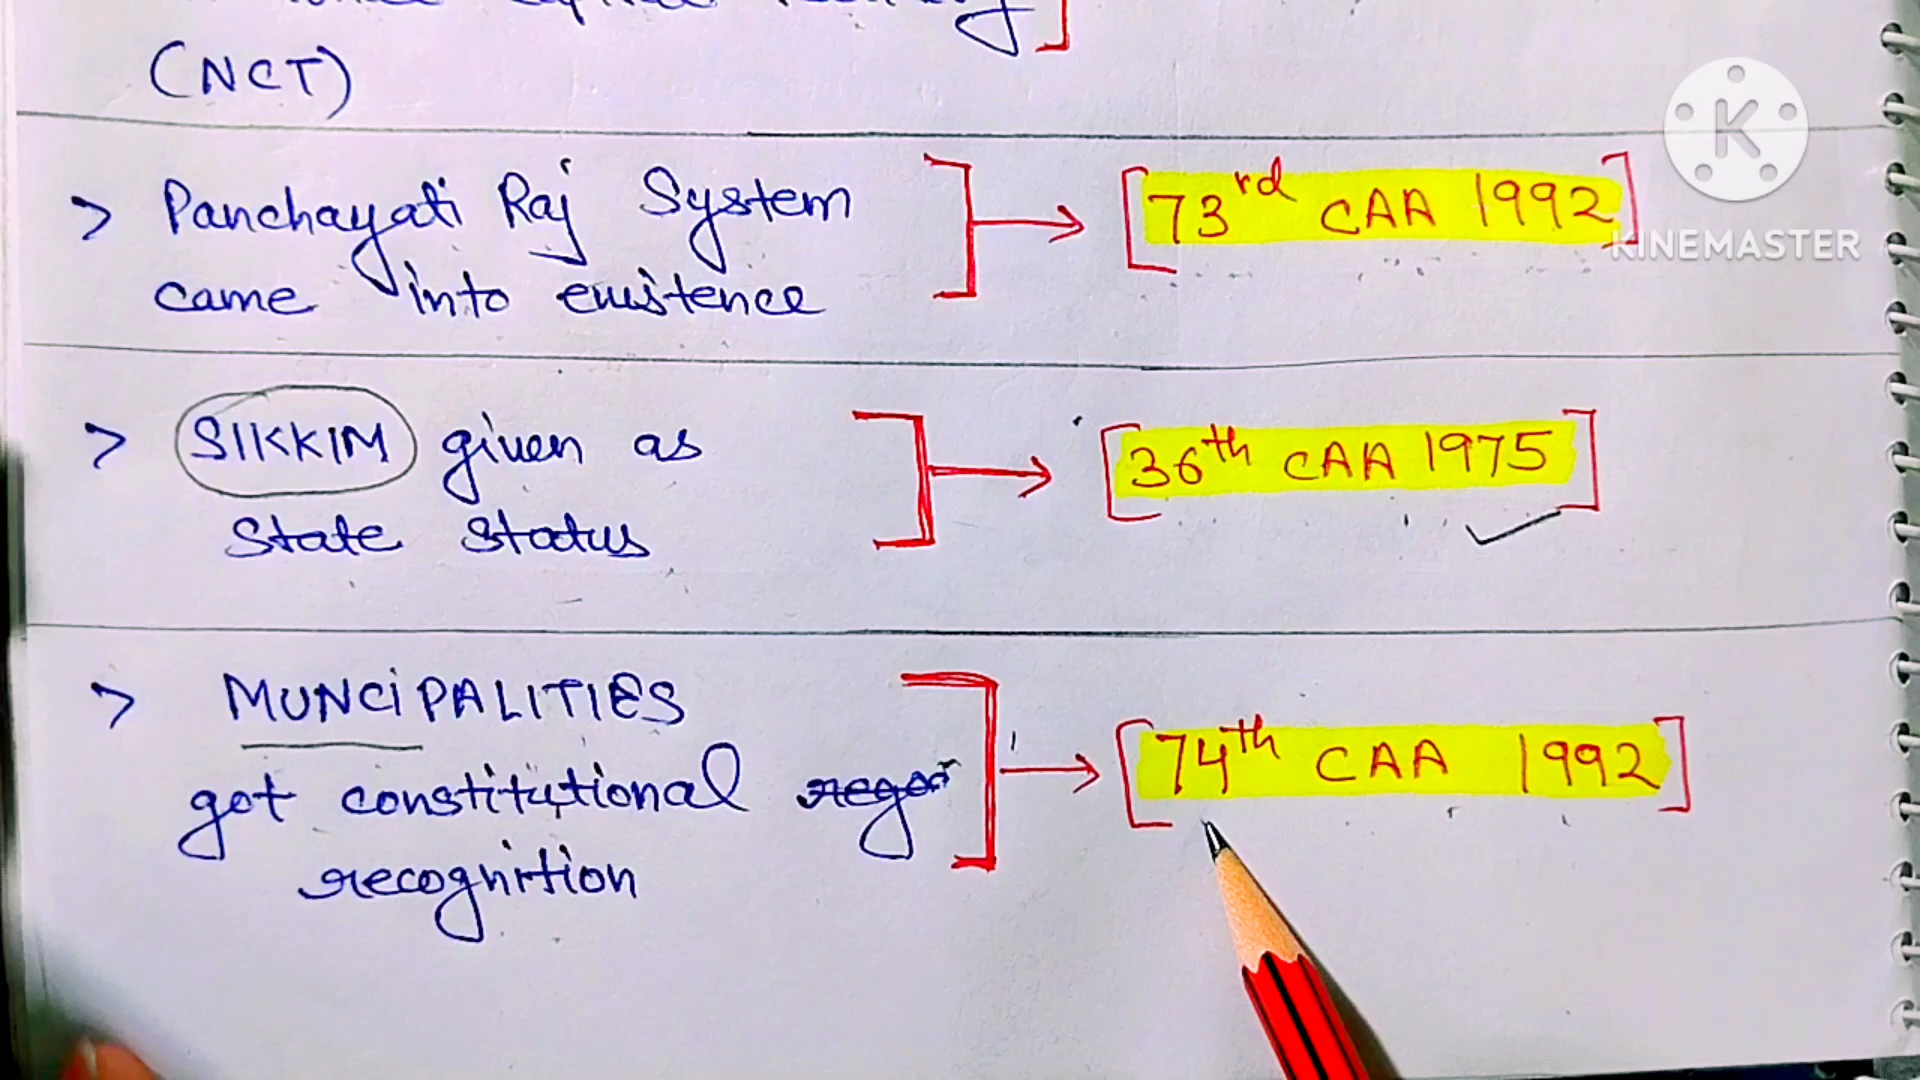 (NCT)
> Panchayati Raj System
came into existence
[73rd CAA 1992]
> SIKKIM given as
state status
[36th CAA 1975]
> MUNCiPALITIES
got constitutional
recognition
[74th CAA 1992]
K
KINEMASTER